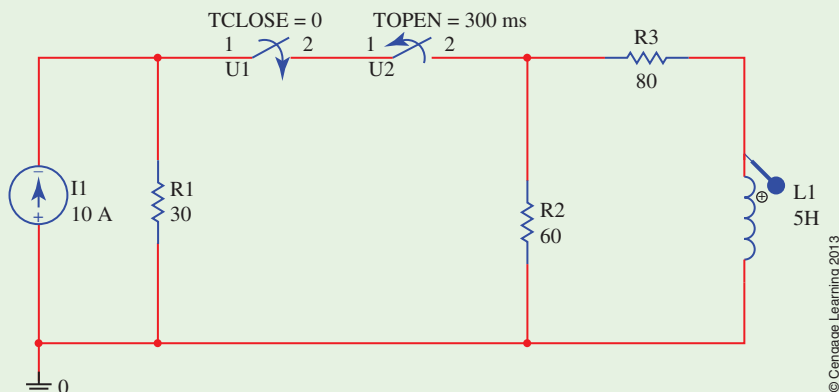 TCLOSE = 0
TOPEN = 300 ms
1
2
U1
1
2
U2
R3
80
−
+
I1
10 A
R1
30
R2
60
+
L1
5H
0
© Cengage Learning 2013